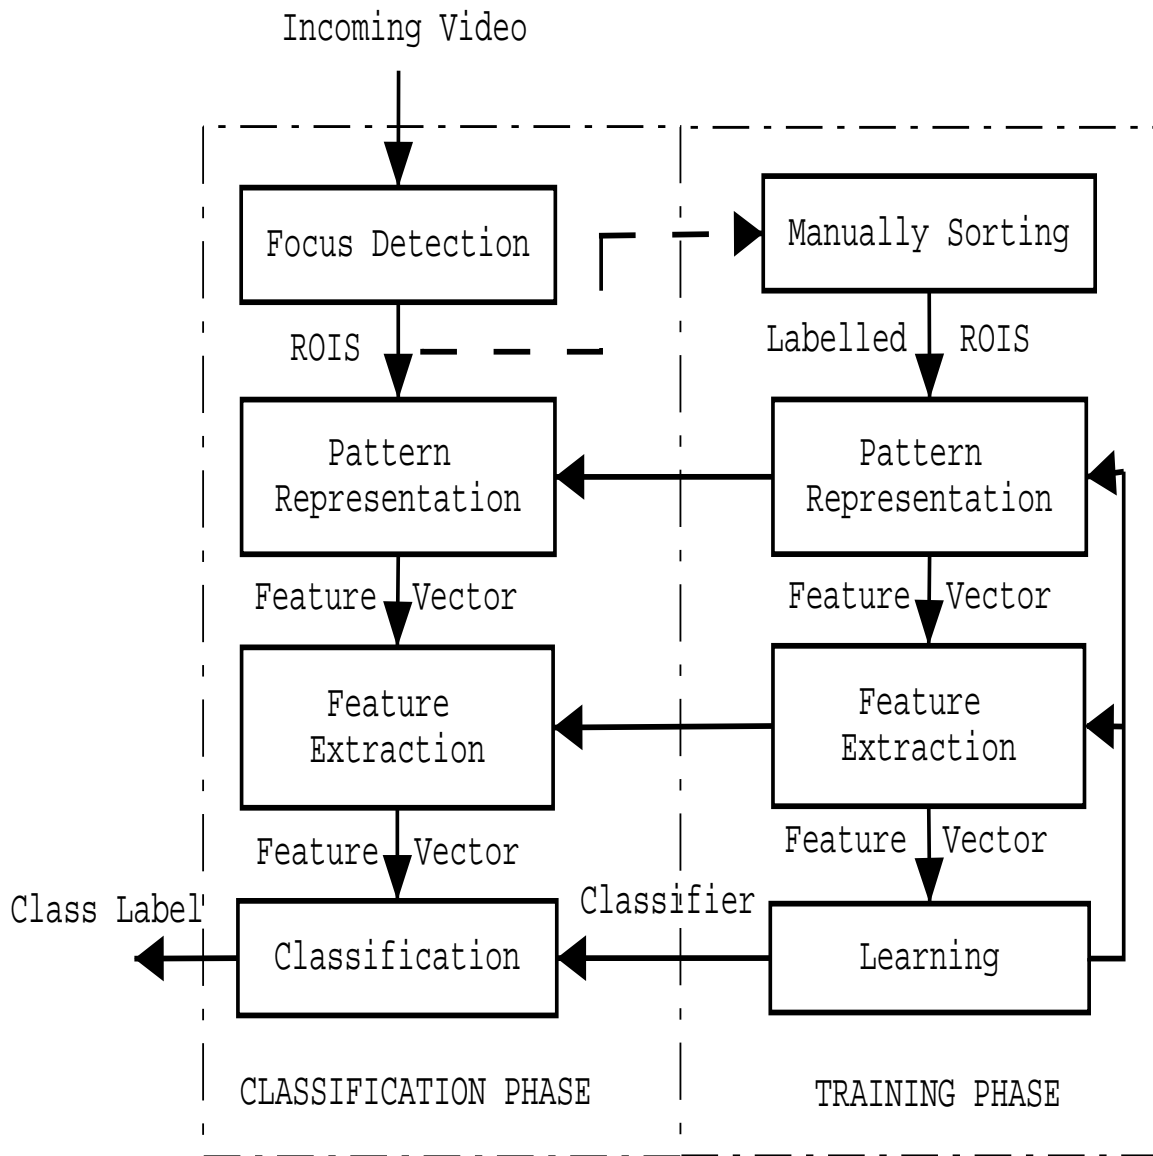 Incoming Video
Focus Detection
Manually Sorting
ROIS
Labelled ROIS
Pattern
Representation
Pattern
Representation
Feature Vector
Feature Vector
Feature
Extraction
Feature
Extraction
Feature Vector
Feature Vector
Class Label
Classifier
Classification
Learning
CLASSIFICATION PHASE
TRAINING PHASE